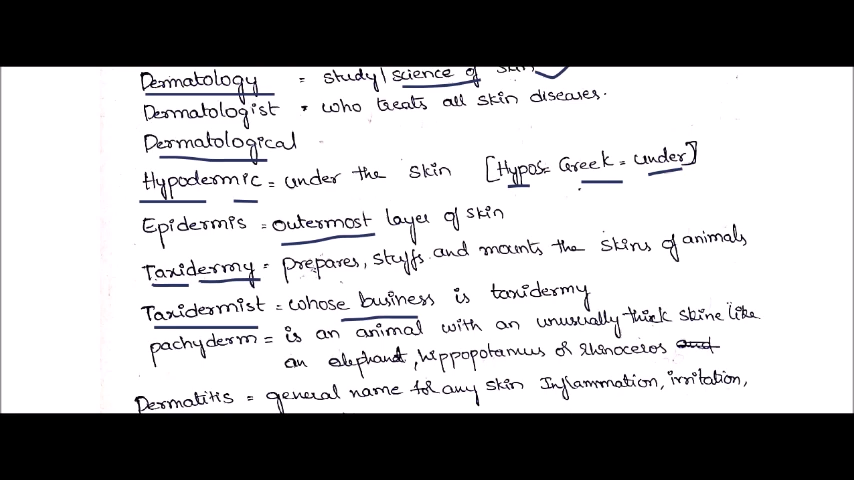 Dermatology = study/science of skin
Dermatologist = who treats all skin diseases.
Dermatological
Hypodermic = under the skin [Hypos = Greek = under]
Epidermis = outermost layer of skin
Taxidermy = prepares, stuffs and mounts the skins of animals
Taxidermist = whose business is taxidermy
pachyderm = is an animal with an unusually thick skine like
an elephant, hippopotamus or rhinoceros and
Dermatitis = general name for any skin Inflammation, irritation,